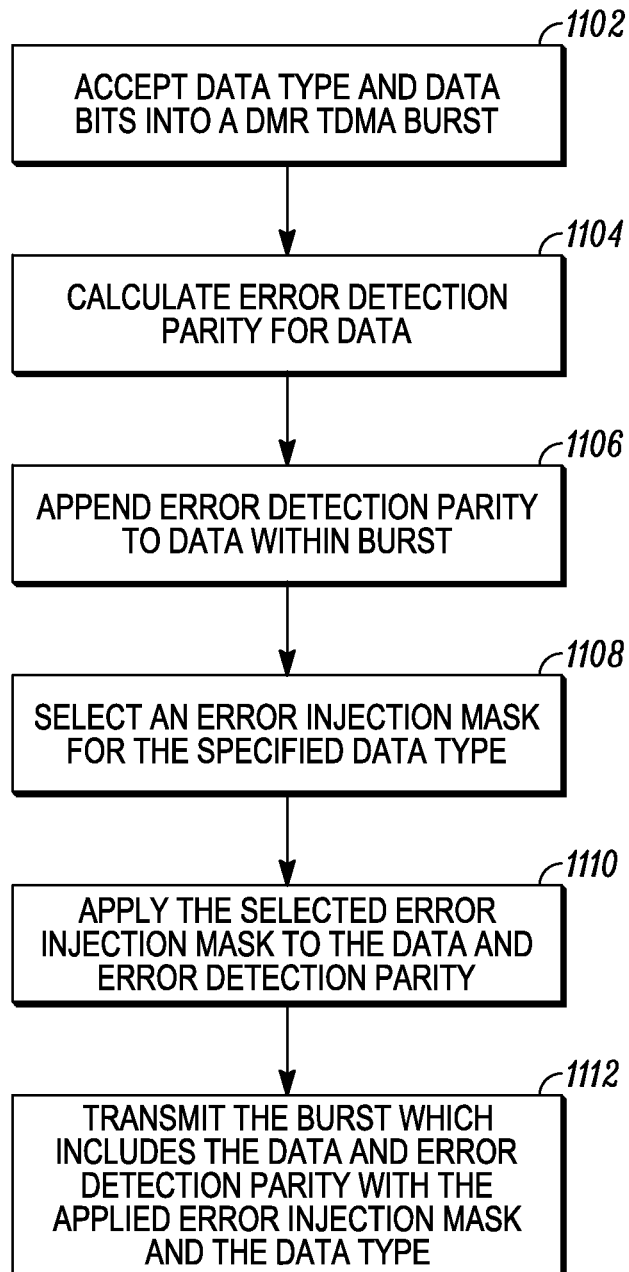 1102
ACCEPT DATA TYPE AND DATA
BITS INTO A DMR TDMA BURST
1104
CALCULATE ERROR DETECTION
PARITY FOR DATA
1106
APPEND ERROR DETECTION PARITY
TO DATA WITHIN BURST
1108
SELECT AN ERROR INJECTION MASK
FOR THE SPECIFIED DATA TYPE
1110
APPLY THE SELECTED ERROR
INJECTION MASK TO THE DATA AND
ERROR DETECTION PARITY
1112
TRANSMIT THE BURST WHICH
INCLUDES THE DATA AND ERROR
DETECTION PARITY WITH THE
APPLIED ERROR INJECTION MASK
AND THE DATA TYPE